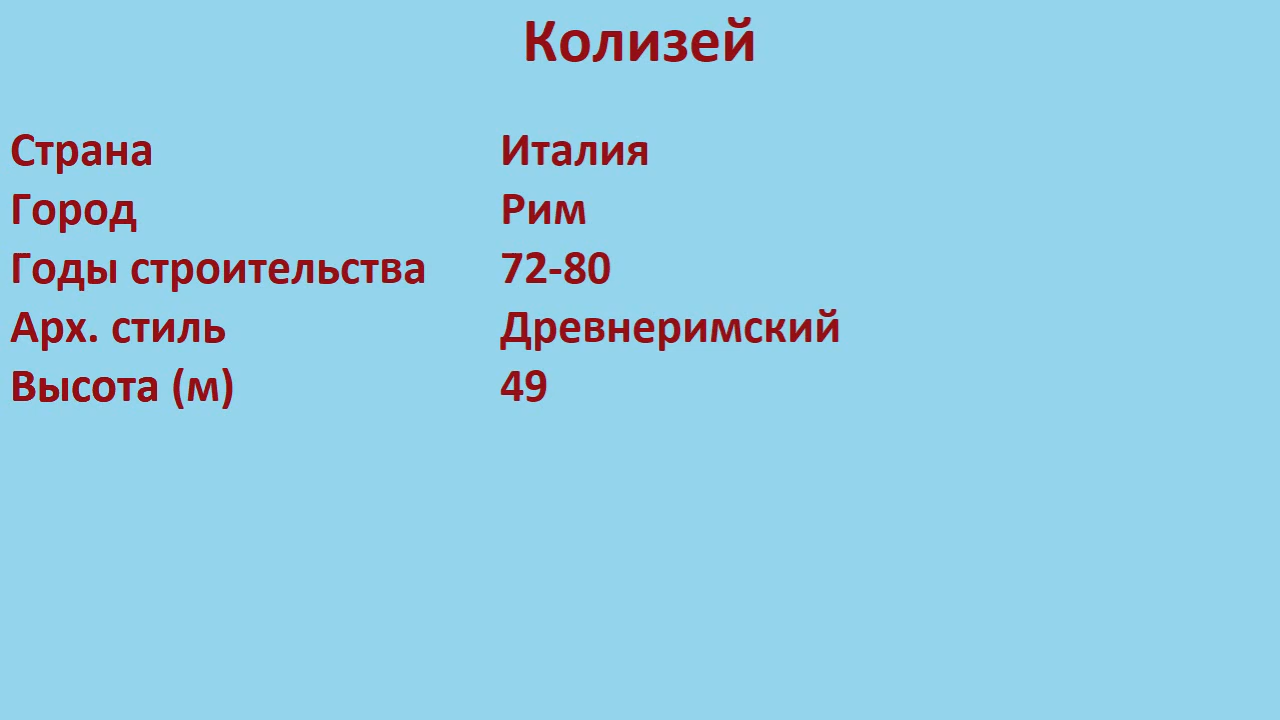 Колизей
Страна Италия
Город Рим
Годы строительства 72-80
Арх. стиль Древнеримский
Высота (м) 49